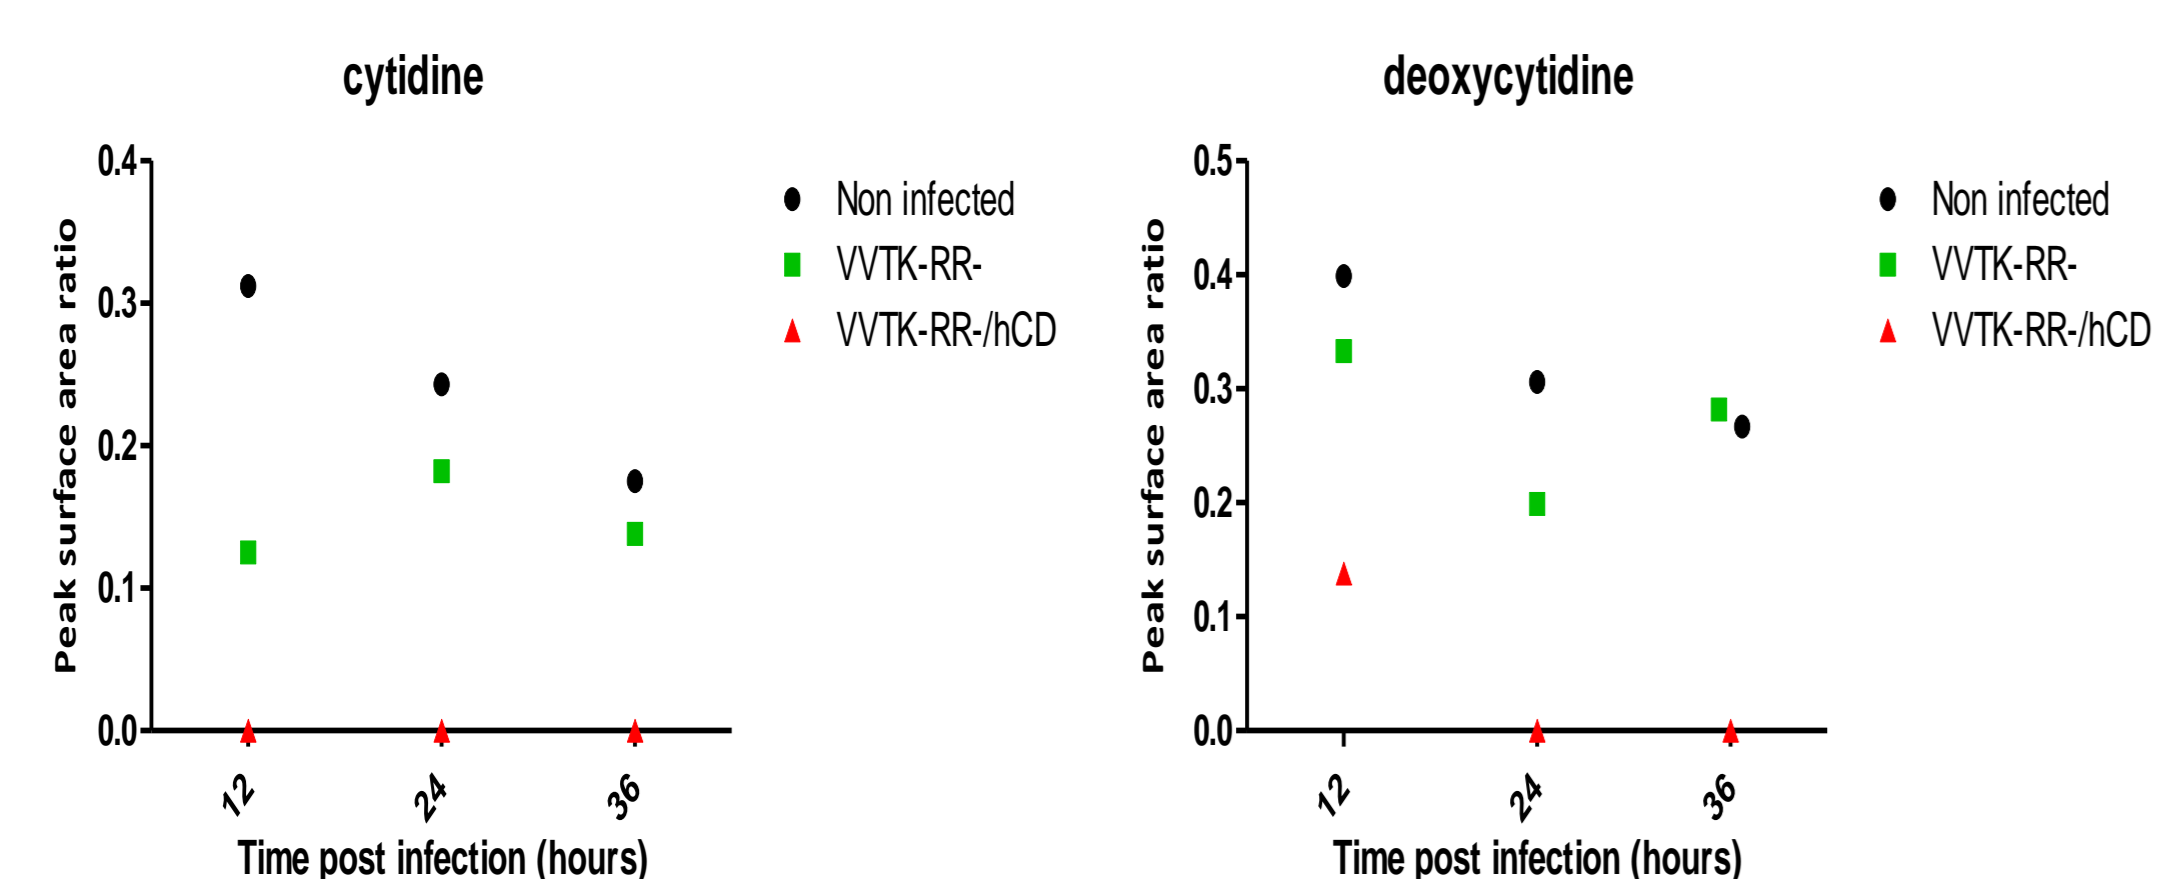 cytidine
Peak surface area ratio
0.4
0.3
0.2
0.1
0.0
12
24
36
Time post infection (hours)
Non infected
VVTK-RR-
VVTK-RR-/hCD
deoxycytidine
Peak surface area ratio
0.5
0.4
0.3
0.2
0.1
0.0
12
24
36
Time post infection (hours)
Non infected
VVTK-RR-
VVTK-RR-/hCD